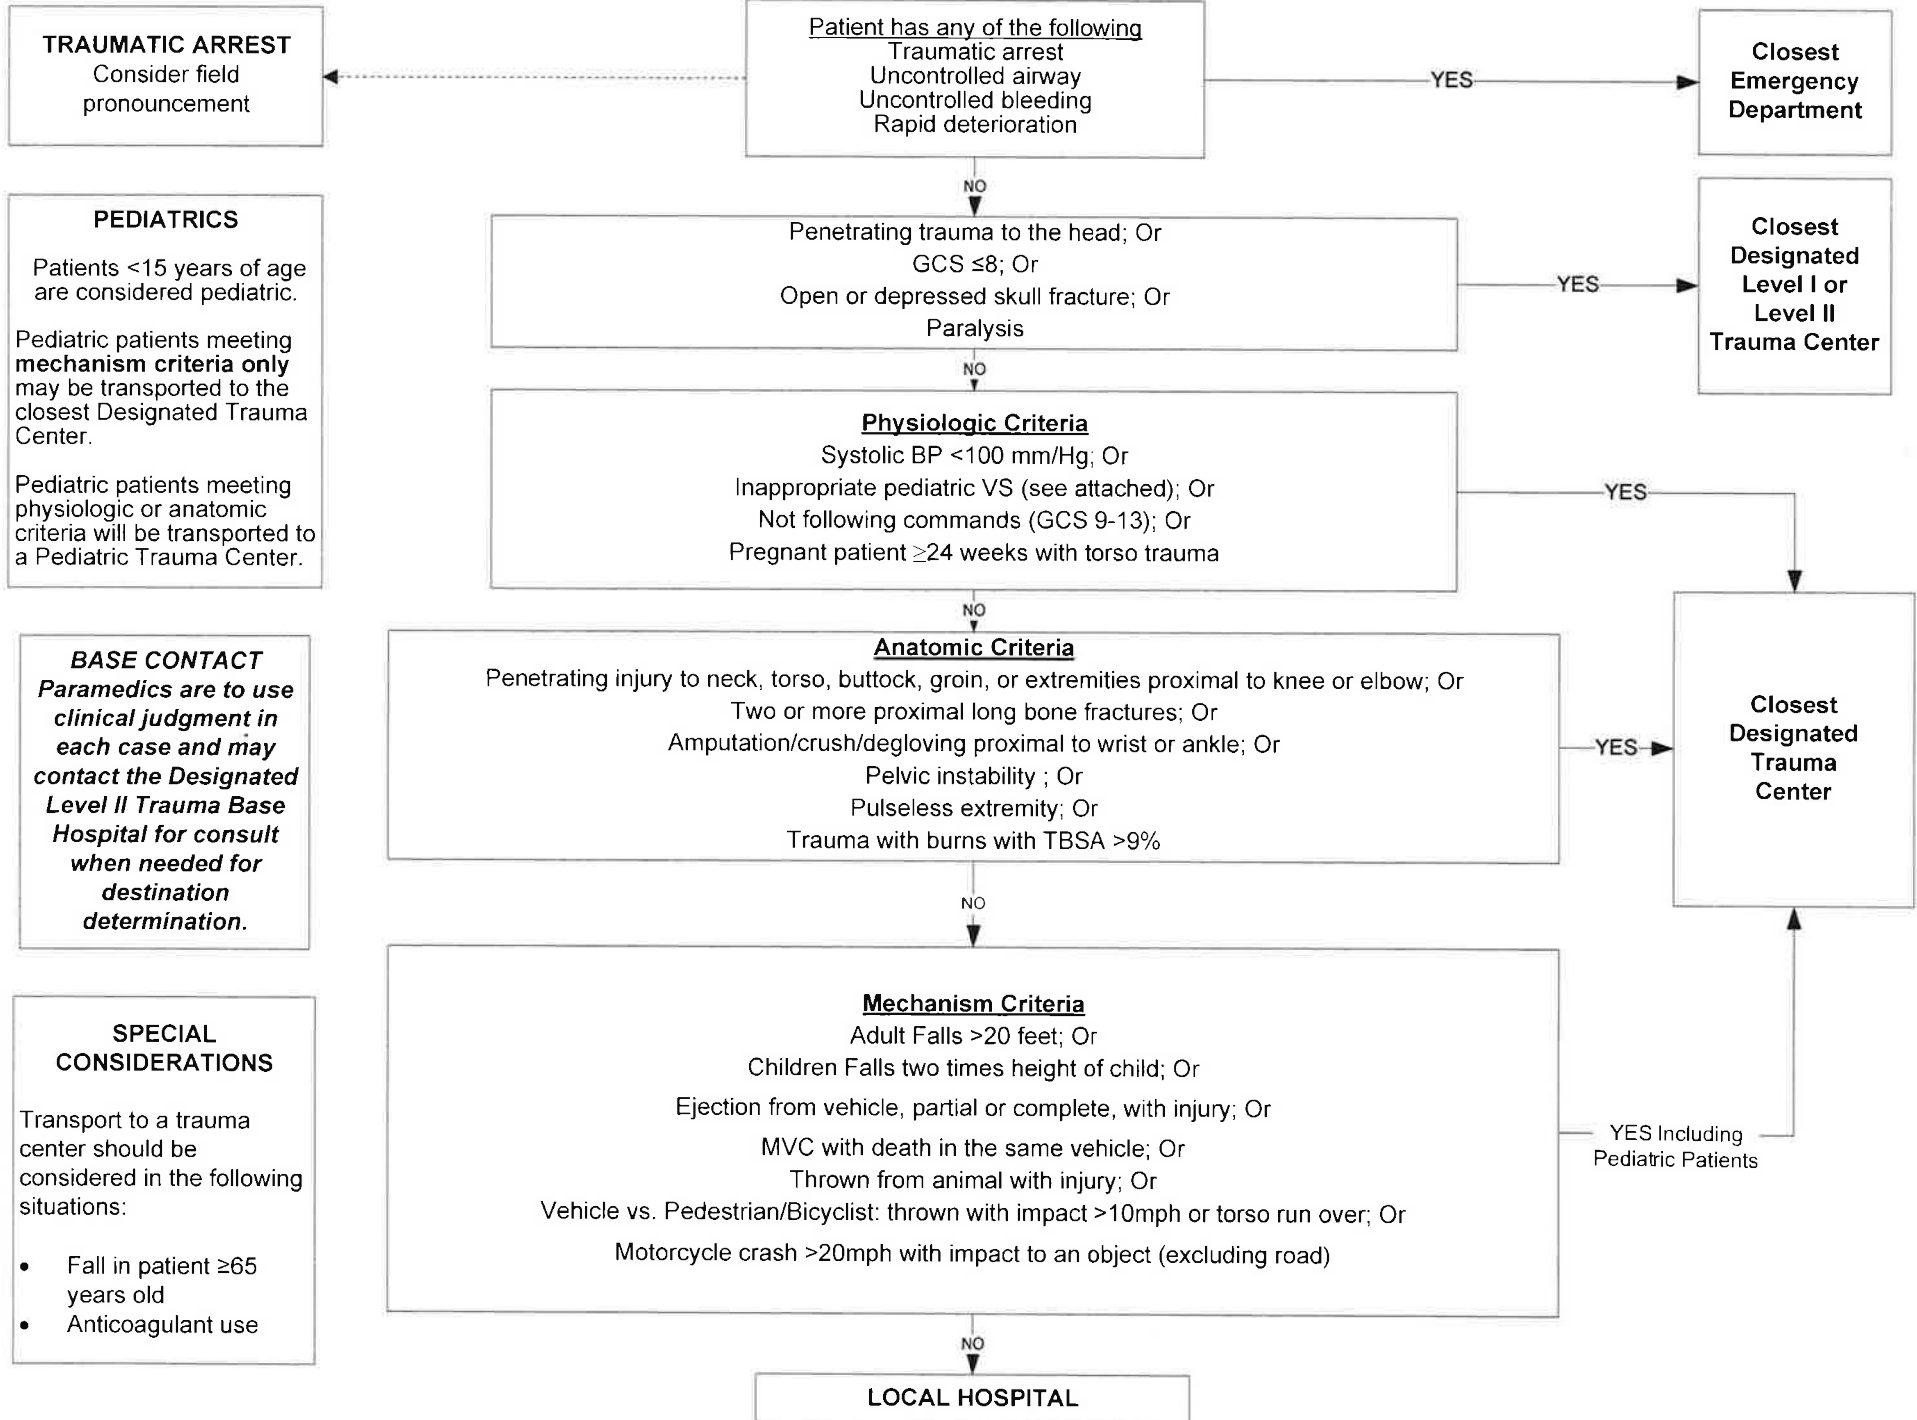 TRAUMATIC ARREST
Consider field
pronouncement
Patient has any of the following
Traumatic arrest
Uncontrolled airway
Uncontrolled bleeding
Rapid deterioration
YES
Closest
Emergency
Department
NO
PEDIATRICS
Patients <15 years of age
are considered pediatric.
Pediatric patients meeting
mechanism criteria only
may be transported to the
closest Designated Trauma
Center.
Pediatric patients meeting
physiologic or anatomic
criteria will be transported to
a Pediatric Trauma Center.
Penetrating trauma to the head; Or
GCS ≤8; Or
Open or depressed skull fracture; Or
Paralysis
YES
Closest
Designated
Level I or
Level II
Trauma Center
NO
Physiologic Criteria
Systolic BP <100 mm/Hg; Or
Inappropriate pediatric VS (see attached); Or
Not following commands (GCS 9-13); Or
Pregnant patient ≥24 weeks with torso trauma
YES
NO
BASE CONTACT
Paramedics are to use
clinical judgment in
each case and may
contact the Designated
Level II Trauma Base
Hospital for consult
when needed for
destination
determination.
Anatomic Criteria
Penetrating injury to neck, torso, buttock, groin, or extremities proximal to knee or elbow; Or
Two or more proximal long bone fractures; Or
Amputation/crush/degloving proximal to wrist or ankle; Or
Pelvic instability ; Or
Pulseless extremity; Or
Trauma with burns with TBSA >9%
YES
Closest
Designated
Trauma
Center
NO
SPECIAL
CONSIDERATIONS
Transport to a trauma
center should be
considered in the following
situations:
• Fall in patient ≥65
years old
• Anticoagulant use
Mechanism Criteria
Adult Falls >20 feet; Or
Children Falls two times height of child; Or
Ejection from vehicle, partial or complete, with injury; Or
MVC with death in the same vehicle; Or
Thrown from animal with injury; Or
Vehicle vs. Pedestrian/Bicyclist: thrown with impact >10mph or torso run over; Or
Motorcycle crash >20mph with impact to an object (excluding road)
YES Including
Pediatric Patients
NO
LOCAL HOSPITAL